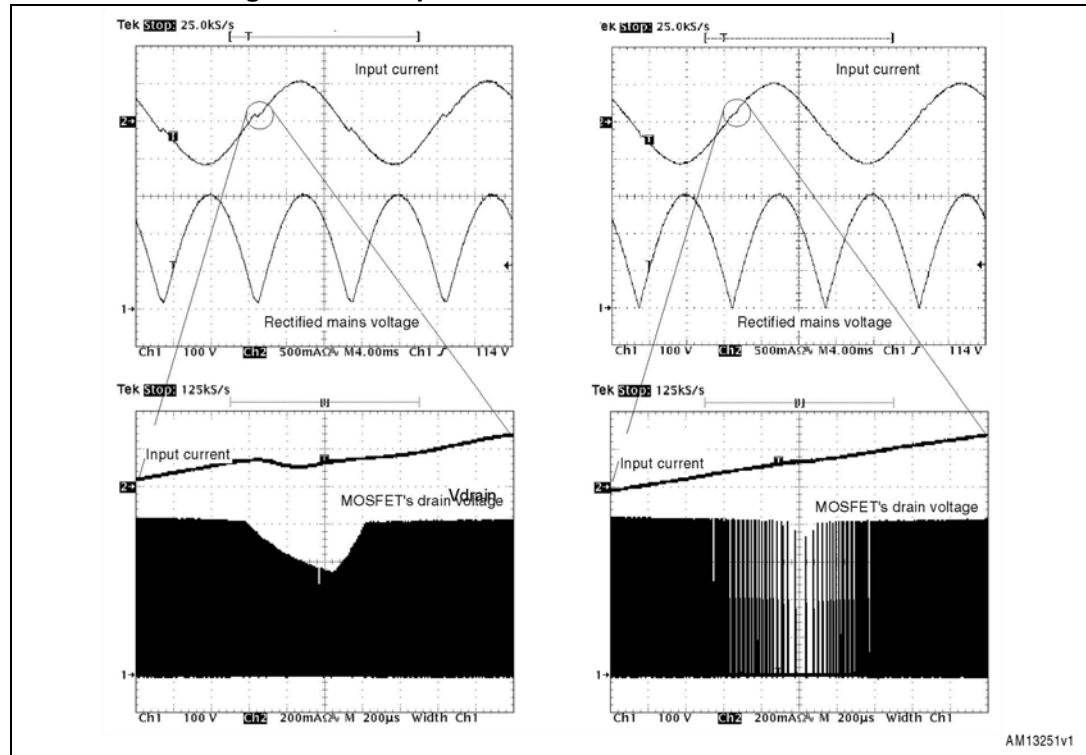 Tek Stop: 25.0kS/s
[ T ]
Input current
2→
T
T
1→
Rectified mains voltage
Ch1 100 V Ch2 500mAΩ M4.00ms Ch1 114 V
ek Stop: 25.0kS/s
[ T ]
Input current
2→
T
T
1→
Rectified mains voltage
Ch1 100 V Ch2 500mAΩ M4.00ms Ch1 114 V
Tek Stop: 125kS/s
Input current
T
2→
Vdrain
MOSFET's drain voltage
1→
Ch1 100 V Ch2 200mAΩ M 200µs Width Ch1
Tek Stop: 125kS/s
T
Input current
2→
MOSFET's drain voltage
1→
Ch1 100 V Ch2 200mAΩ M 200µs Width Ch1
AM13251v1